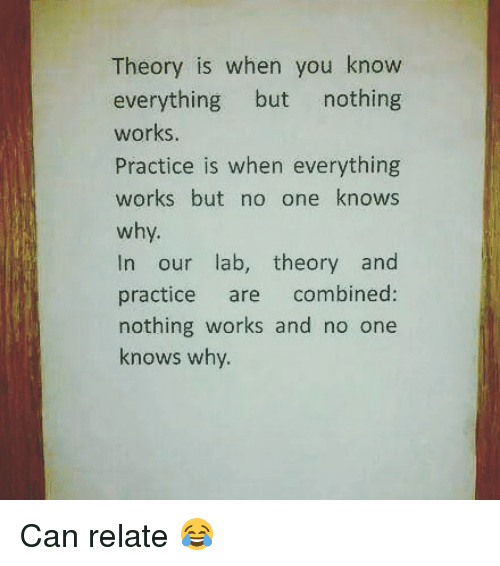 Theory is when you know
everything but nothing
works.
Practice is when everything
works but no one knows
why.
In our lab, theory and
practice are combined:
nothing works and no one
knows why.
Can relate 😂